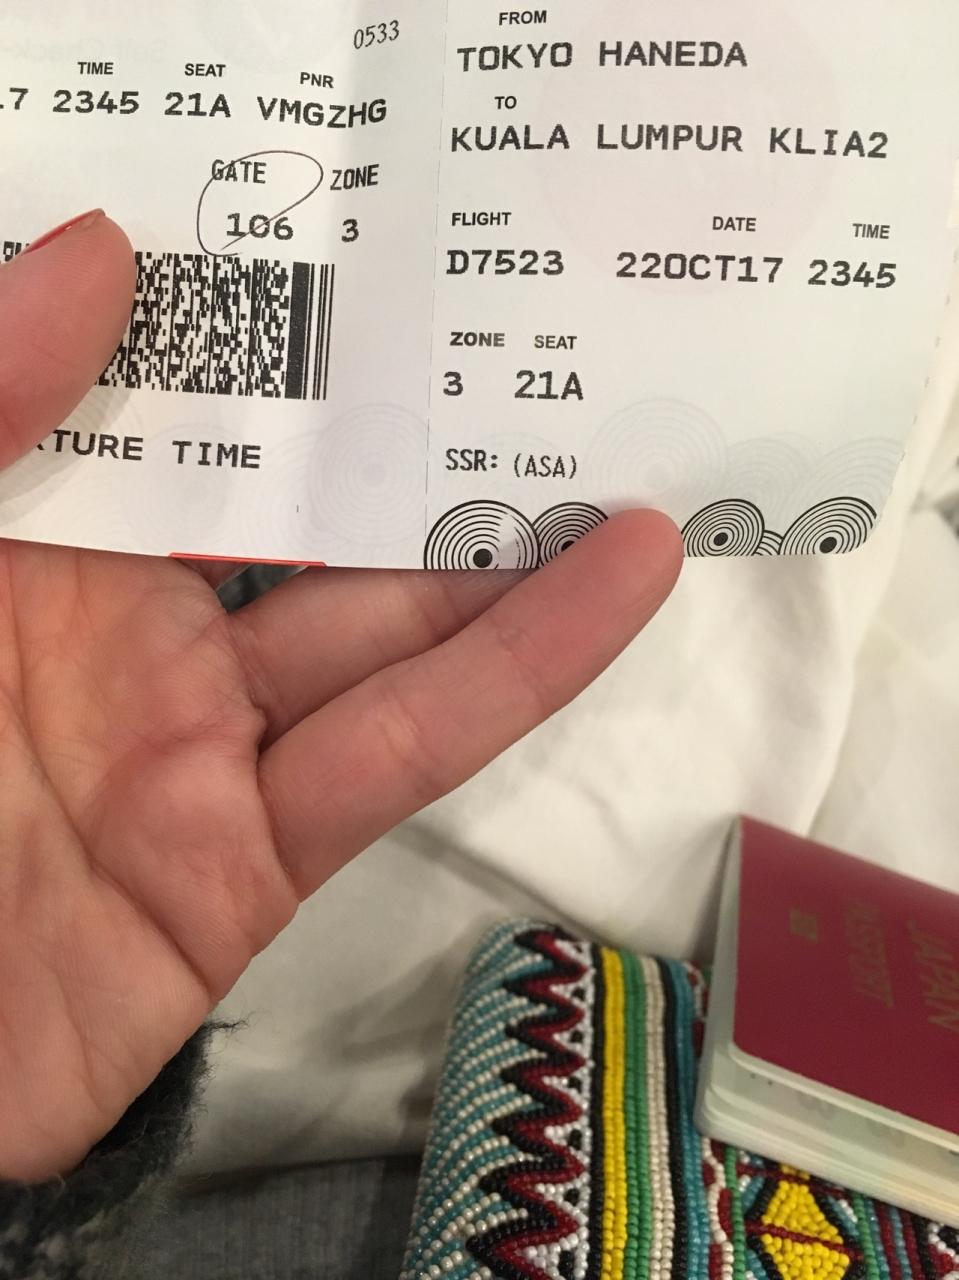 0533
TIME SEAT PNR
.7 2345 21A VMGZHG
GATE ZONE
106 3
TURE TIME
FROM
TOKYO HANEDA
TO
KUALA LUMPUR KLIA2
FLIGHT DATE TIME
D7523 22OCT17 2345
ZONE SEAT
3 21A
SSR: (ASA)
JAPAN
PASSPORT